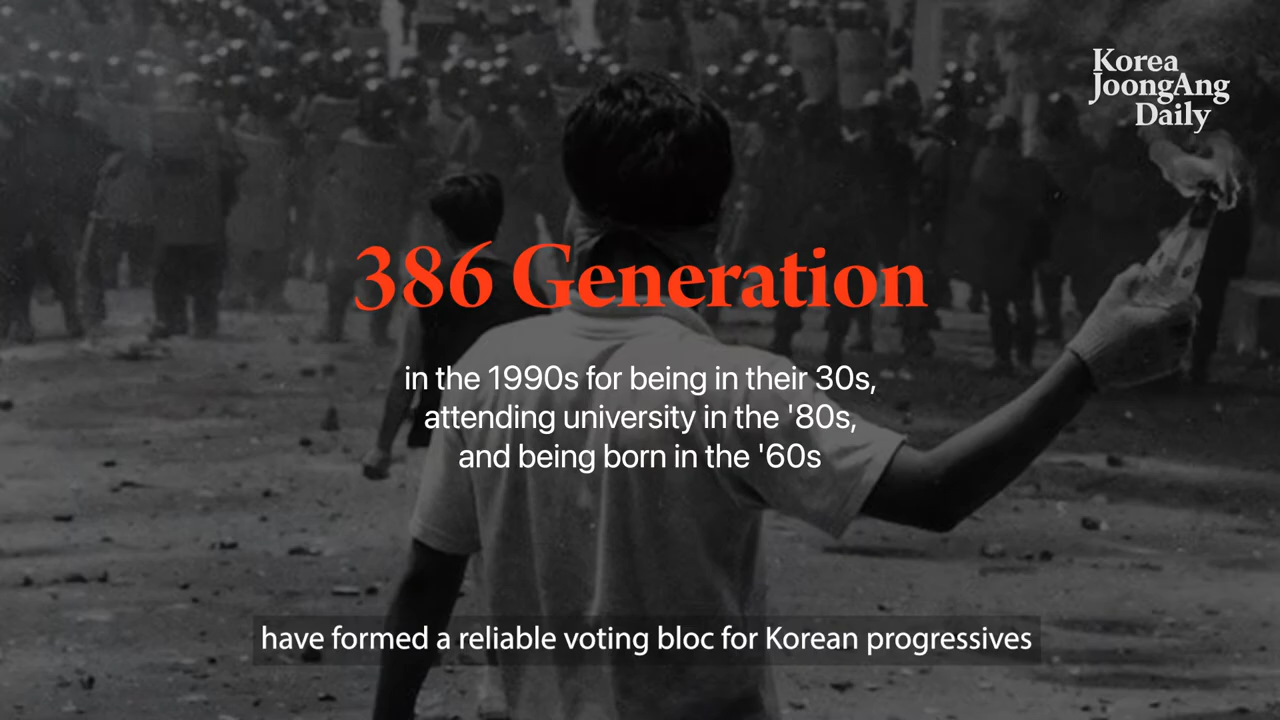 Korea
JoongAng
Daily
386 Generation
in the 1990s for being in their 30s,
attending university in the '80s,
and being born in the '60s
have formed a reliable voting bloc for Korean progressives